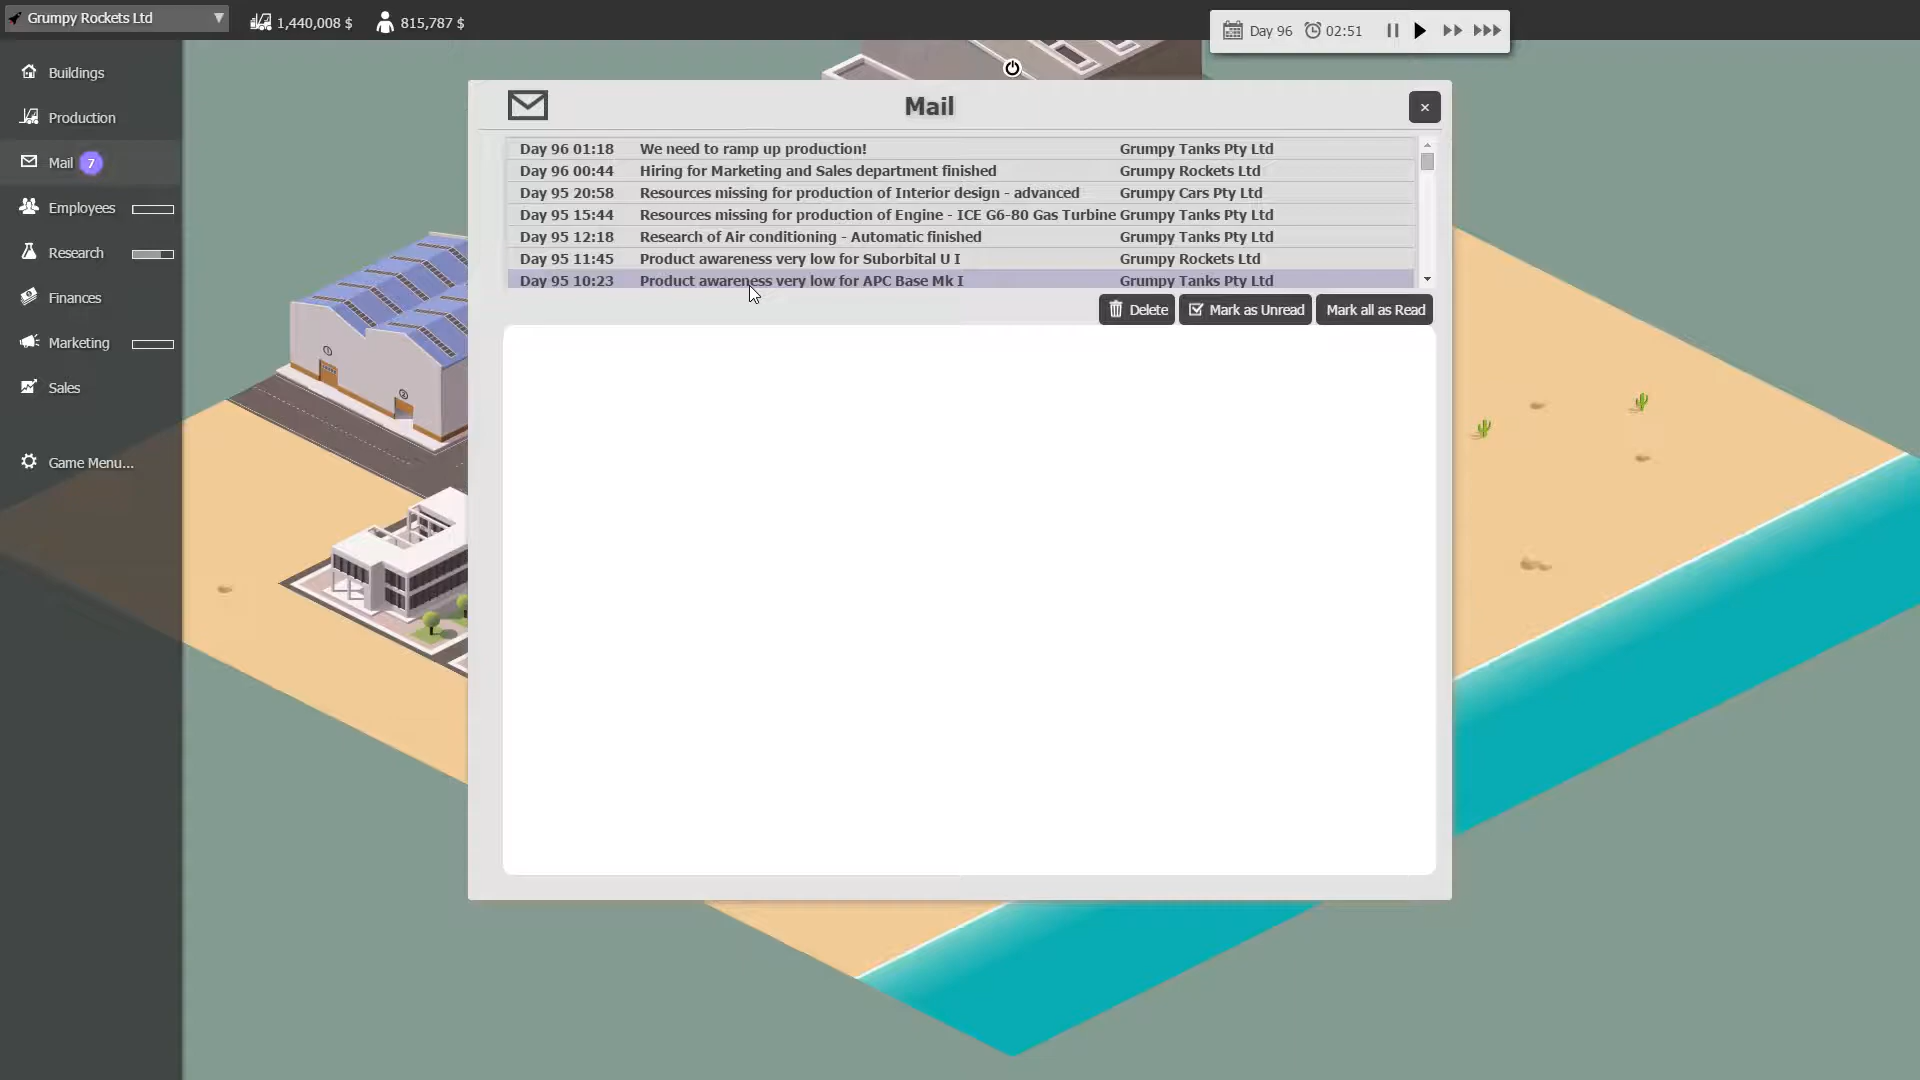 Grumpy Rockets Ltd
1,440,008 $
815,787 $
Day 96
02:51
Buildings
Production
Mail 7
Employees
Research
Finances
Marketing
Sales
Game Menu...
Mail
Day 96 01:18 We need to ramp up production! Grumpy Tanks Pty Ltd
Day 96 00:44 Hiring for Marketing and Sales department finished Grumpy Rockets Ltd
Day 95 20:58 Resources missing for production of Interior design - advanced Grumpy Cars Pty Ltd
Day 95 15:44 Resources missing for production of Engine - ICE G6-80 Gas Turbine Grumpy Tanks Pty Ltd
Day 95 12:18 Research of Air conditioning - Automatic finished Grumpy Tanks Pty Ltd
Day 95 11:45 Product awareness very low for Suborbital U I Grumpy Rockets Ltd
Day 95 10:23 Product awareness very low for APC Base Mk I Grumpy Tanks Pty Ltd
Delete
Mark as Unread
Mark all as Read
1
2